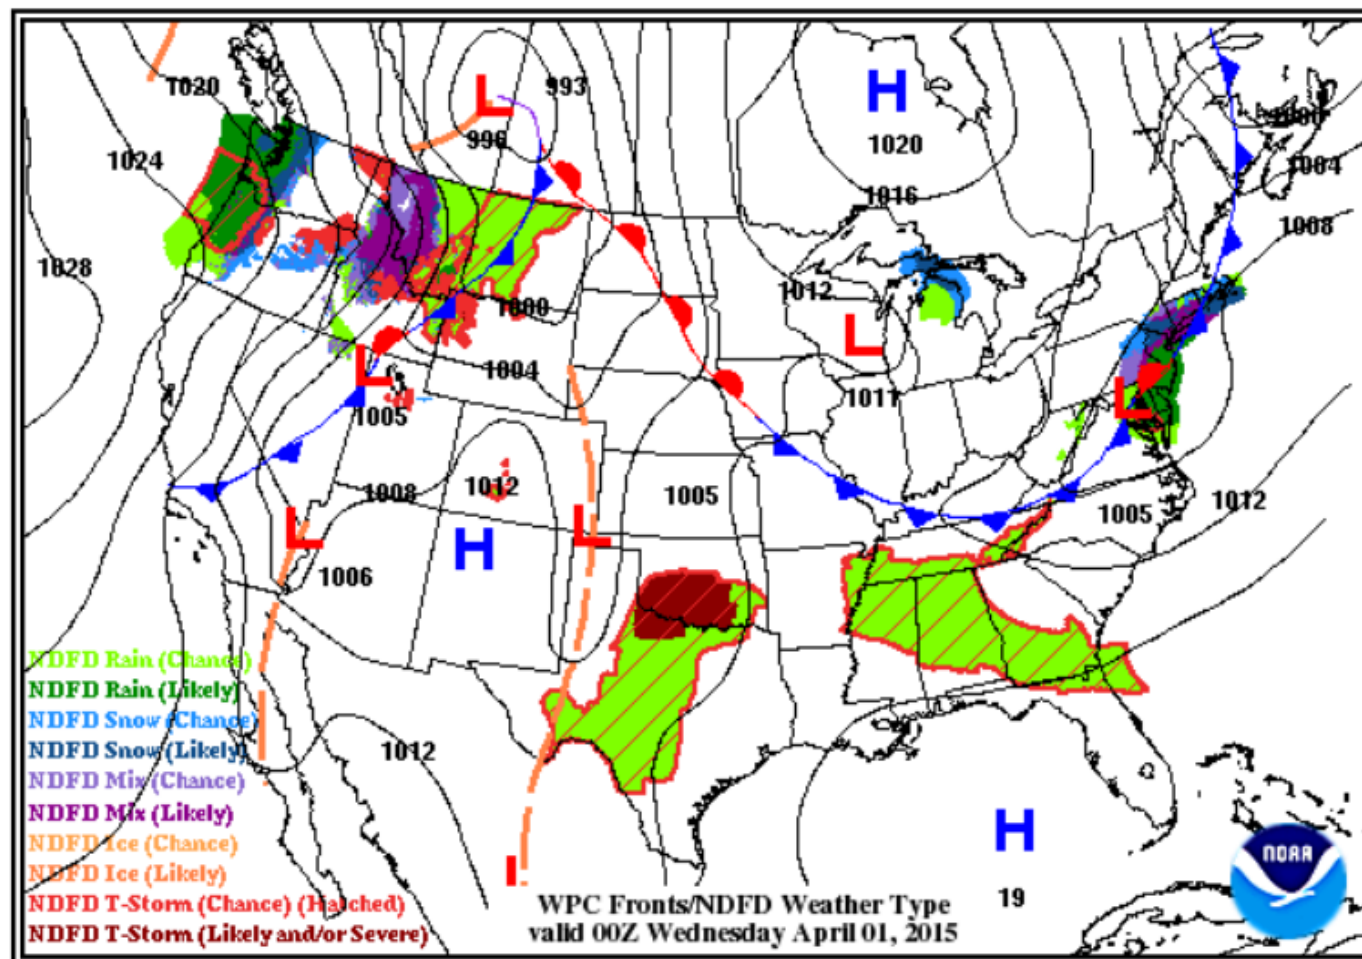 993
H
L
1020
996
1020
1024
1004
1016
1008
1028
1012
1000
L
1004
L
L
1005
1011
1012
1008
1005
1012
1005
L
L
H
1006
NDFD Rain (Chance)
NDFD Rain (Likely)
NDFD Snow (Chance)
NDFD Snow (Likely)
1012
NDFD Mix (Chance)
NDFD Mix (Likely)
H
NDFD Ice (Chance)
NOAA
NDFD Ice (Likely)
19
NDFD T-Storm (Chance) (Hatched)
WPC Fronts/NDFD Weather Type
NDFD T-Storm (Likely and/or Severe)
valid 00Z Wednesday April 01, 2015